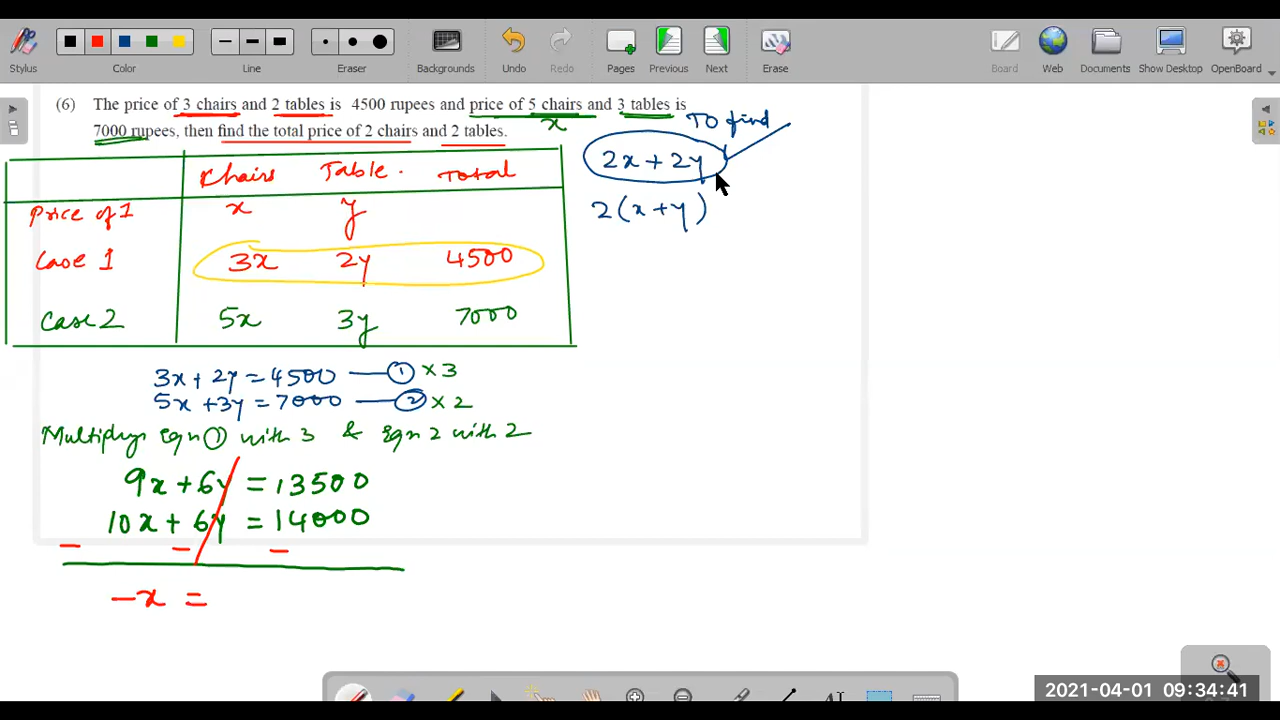 Stylus
Color
Line
Eraser
Backgrounds
Undo
Redo
Pages
Previous
Next
Erase
Board
Web
Documents
Show Desktop
OpenBoard
(6) The price of 3 chairs and 2 tables is 4500 rupees and price of 5 chairs and 3 tables is
7000 rupees, then find the total price of 2 chairs and 2 tables.
x
TO find
2x + 2y
2(x+y)
Chairs Table. Total
Price of 1 x y
Case 1 3x 2y 4500
Case 2 5x 3y 7000
3x + 2y = 4500 — ① × 3
5x + 3y = 7000 — ② × 2
Multiply Eqn ① with 3 & Eqn 2 with 2
9x + 6y = 13500
10x + 6y = 14000
− − −
−x =
2021-04-01 09:34:41